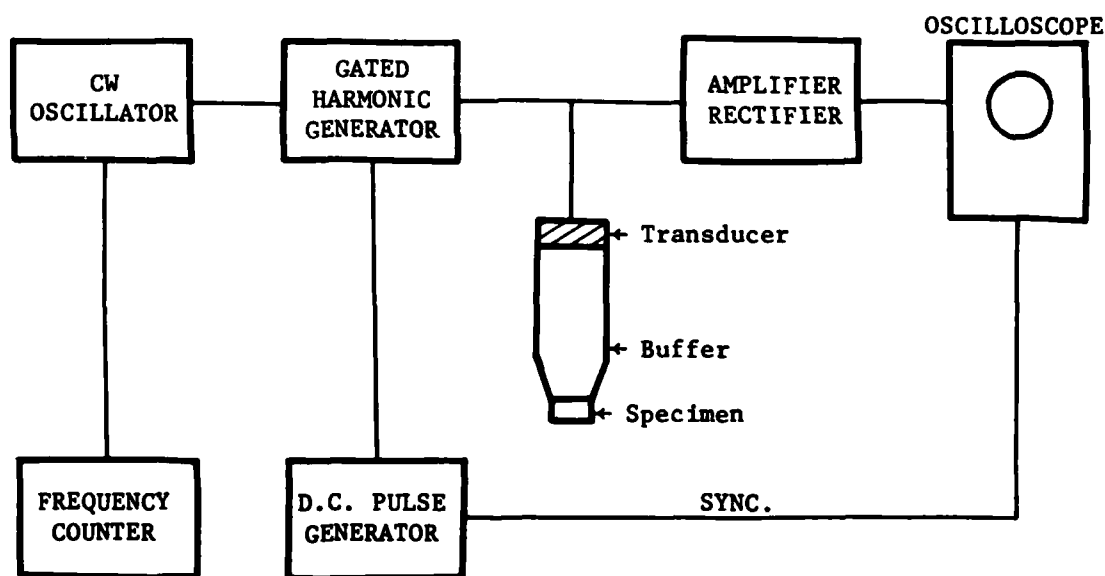 OSCILLOSCOPE
CW
OSCILLATOR
GATED
HARMONIC
GENERATOR
AMPLIFIER
RECTIFIER
Transducer
Buffer
Specimen
FREQUENCY
COUNTER
D.C. PULSE
GENERATOR
SYNC.